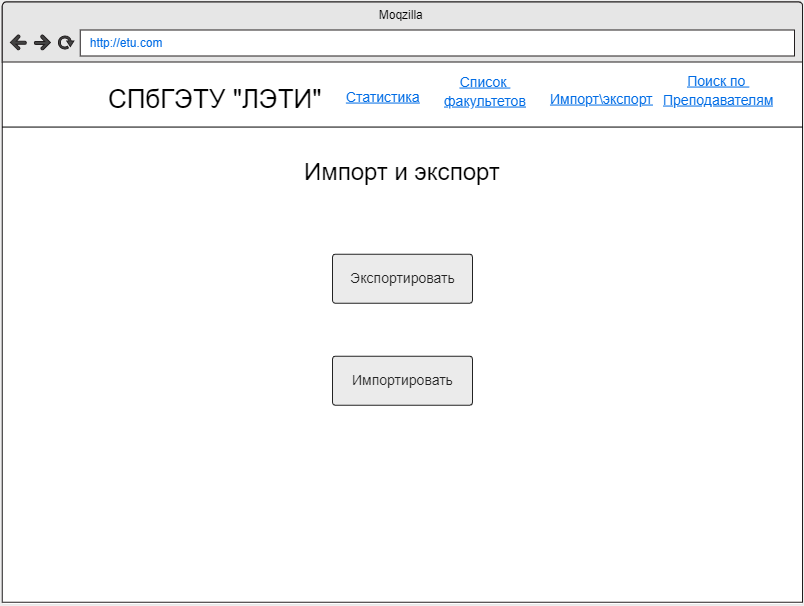 Moqzilla
http://etu.com
СПбГЭТУ "ЛЭТИ"
Статистика
Список
факультетов
Импорт\экспорт
Поиск по
Преподавателям
Импорт и экспорт
Экспортировать
Импортировать